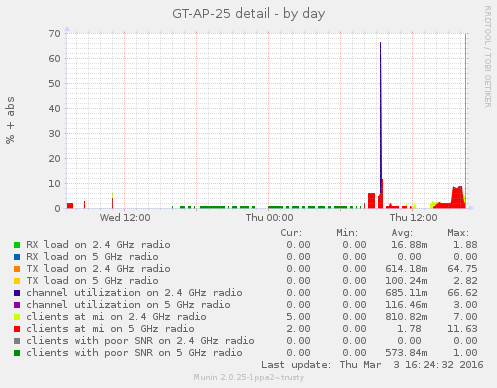 GT-AP-25 detail - by day
RRDTOOL / TOBI OETIKER
% + abs
70
60
50
40
30
20
10
0
Wed 12:00 Thu 00:00 Thu 12:00
Cur: Min: Avg: Max:
RX load on 2.4 GHz radio 0.00 0.00 16.88m 1.88
RX load on 5 GHz radio 0.00 0.00 0.00 0.00
TX load on 2.4 GHz radio 0.00 0.00 614.18m 64.75
TX load on 5 GHz radio 0.00 0.00 100.24m 2.82
channel utilization on 2.4 GHz radio 0.00 0.00 685.11m 66.62
channel utilization on 5 GHz radio 0.00 0.00 116.46m 3.00
clients at mi on 2.4 GHz radio 5.00 0.00 810.82m 7.00
clients at mi on 5 GHz radio 2.00 0.00 1.78 11.63
clients with poor SNR on 2.4 GHz radio 0.00 0.00 0.00 0.00
clients with poor SNR on 5 GHz radio 0.00 0.00 573.84m 1.00
Last update: Thu Mar 3 16:24:32 2016
Munin 2.0.25-1ppa2~trusty